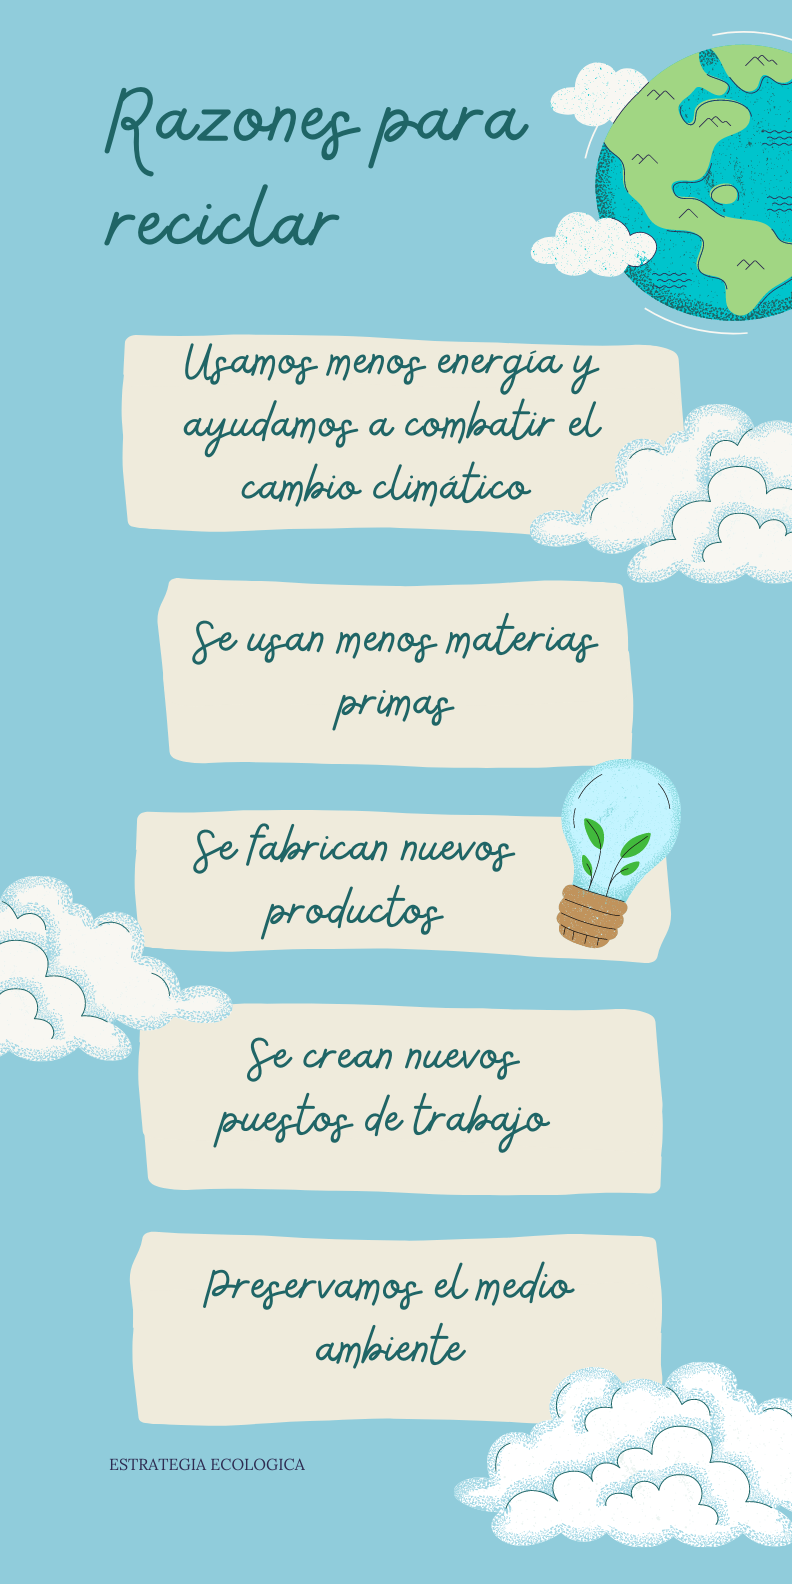 Razones para
reciclar
Usamos menos energía y
ayudamos a combatir el
cambio climático
Se usan menos materias
primas
Se fabrican nuevos
productos
Se crean nuevos
puestos de trabajo
Preservamos el medio
ambiente
ESTRATEGIA ECOLOGICA